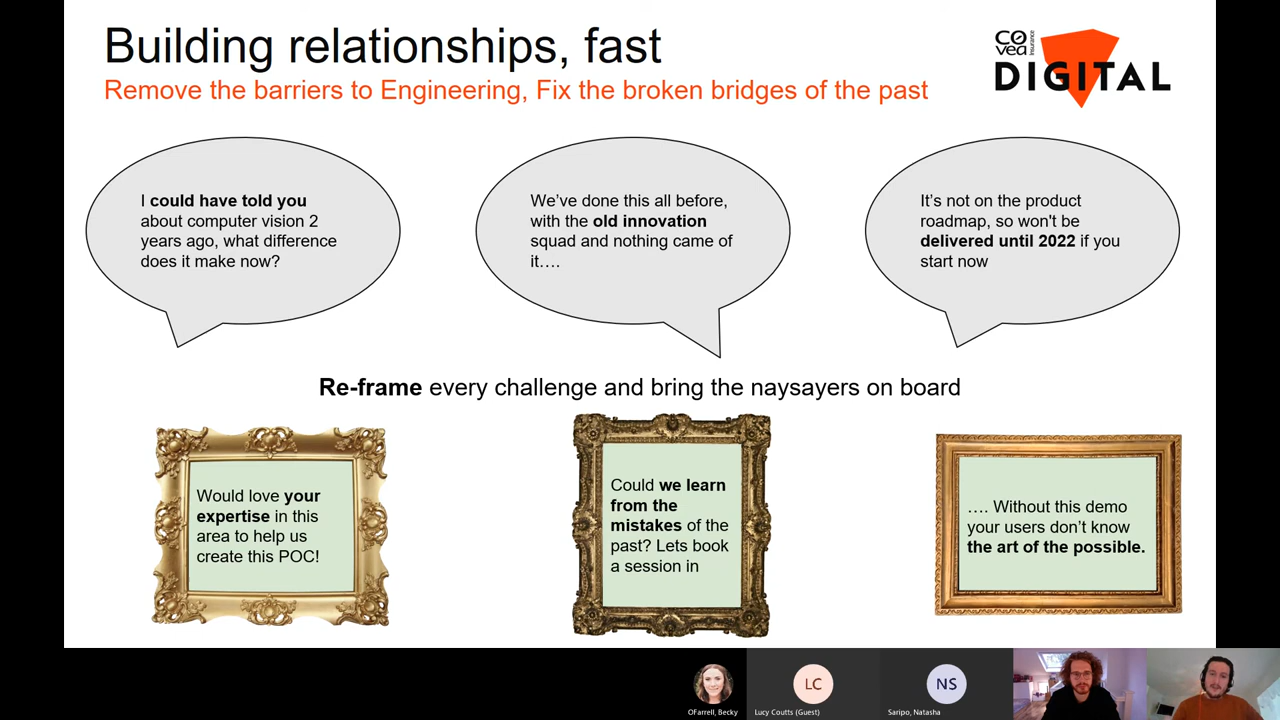 Building relationships, fast
Remove the barriers to Engineering, Fix the broken bridges of the past
CO
vea
insurance
DIGITAL
I could have told you
about computer vision 2
years ago, what difference
does it make now?
We’ve done this all before,
with the old innovation
squad and nothing came of
it….
It’s not on the product
roadmap, so won't be
delivered until 2022 if you
start now
Re-frame every challenge and bring the naysayers on board
Would love your
expertise in this
area to help us
create this POC!
Could we learn
from the
mistakes of the
past? Lets book
a session in
…. Without this demo
your users don’t know
the art of the possible.
LC
NS
OFarrell, Becky
Lucy Coutts (Guest)
Saripo, Natasha